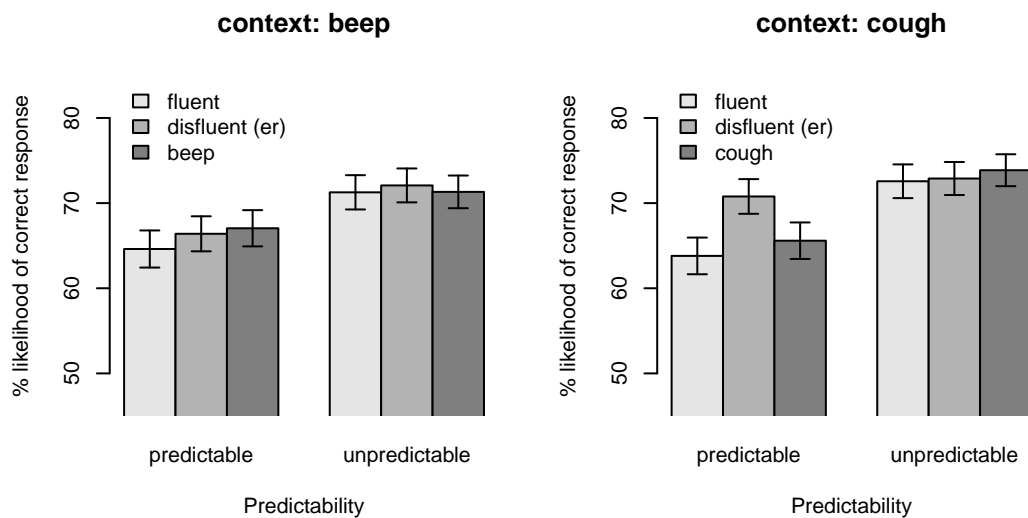 context: beep
% likelihood of correct response
80
70
60
50
fluent
disfluent (er)
beep
predictable
unpredictable
Predictability
context: cough
% likelihood of correct response
80
70
60
50
fluent
disfluent (er)
cough
predictable
unpredictable
Predictability